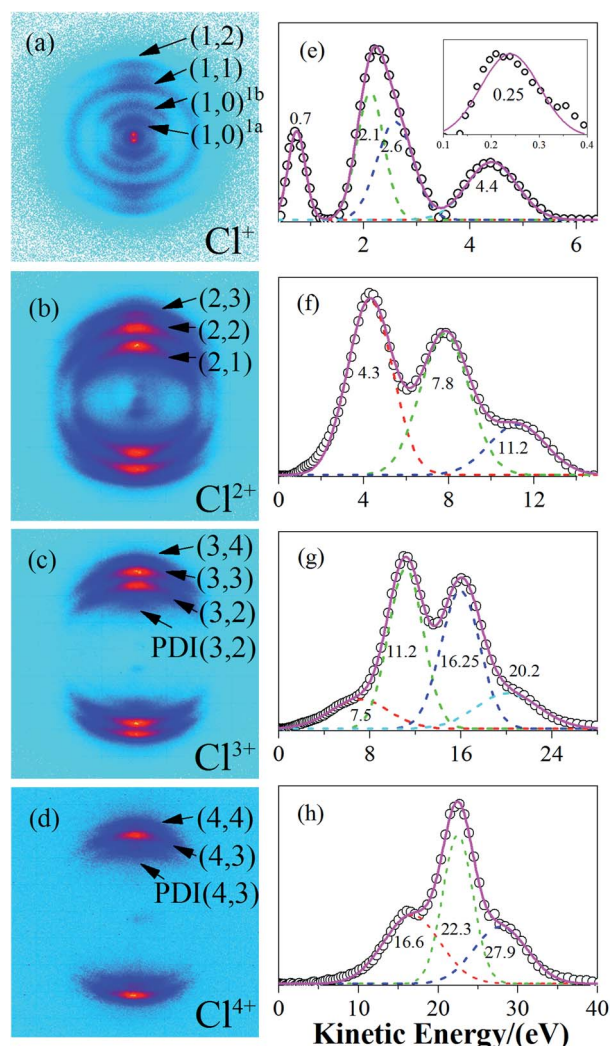 (a)
(1,2)
(1,1)
(1,0)1b
(1,0)1a
Cl+
(e)
0.7
2.1
2.6
4.4
0.25
0.1 0.2 0.3 0.4
2 4 6
(b)
(2,3)
(2,2)
(2,1)
Cl2+
(f)
4.3
7.8
11.2
0 4 8 12
(c)
(3,4)
(3,3)
(3,2)
PDI(3,2)
Cl3+
(g)
7.5
11.2
16.25
20.2
0 8 16 24
(d)
(4,4)
(4,3)
PDI(4,3)
Cl4+
(h)
16.6
22.3
27.9
0 10 20 30 40
Kinetic Energy/(eV)